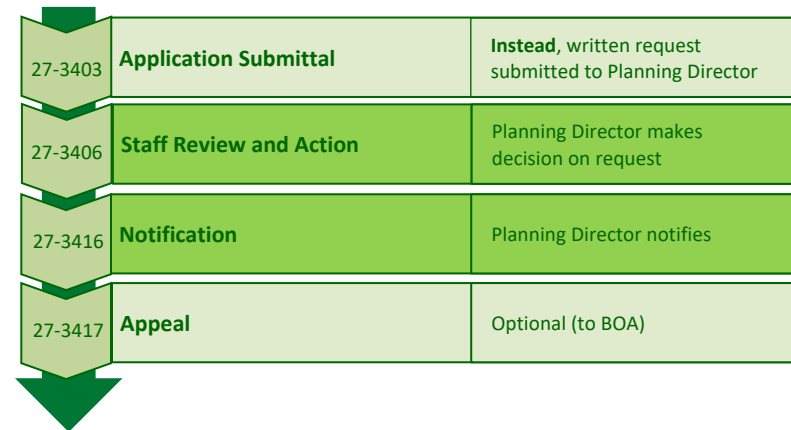 27-3403
Application Submittal
Instead, written request
submitted to Planning Director
27-3406
Staff Review and Action
Planning Director makes
decision on request
27-3416
Notification
Planning Director notifies
27-3417
Appeal
Optional (to BOA)